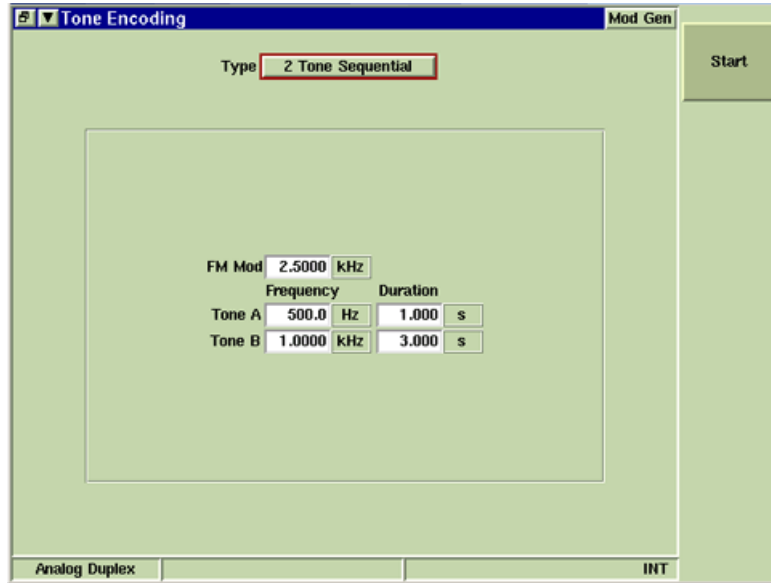 Tone Encoding Mod Gen
Type 2 Tone Sequential
Start
FM Mod 2.5000 kHz
Frequency Duration
Tone A 500.0 Hz 1.000 s
Tone B 1.0000 kHz 3.000 s
Analog Duplex INT